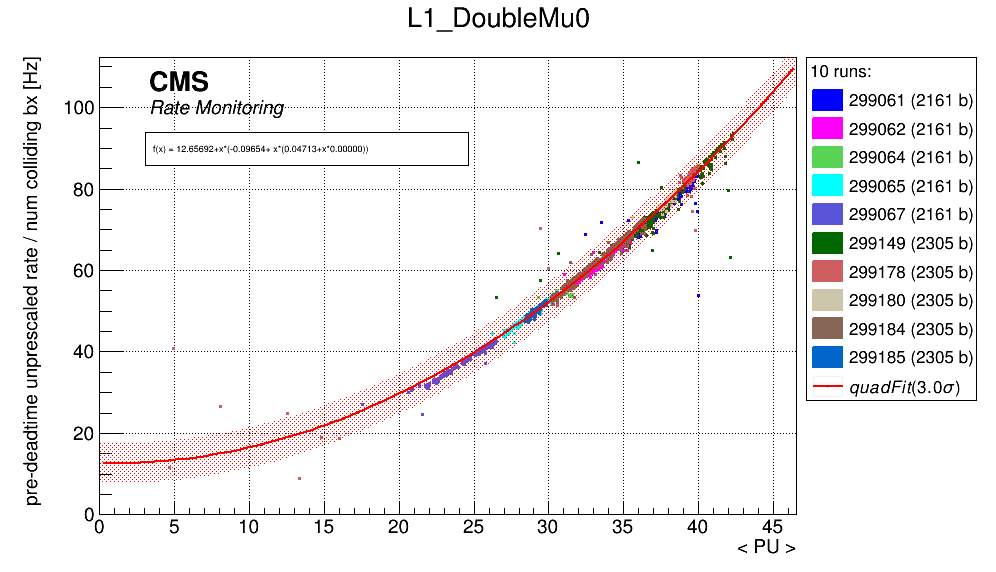 L1_DoubleMu0
pre-deadtime unprescaled rate / num colliding bx [Hz]
CMS
Rate Monitoring
f(x) = 12.65692+x*(-0.09654+ x*(0.04713+x*0.00000))
100
80
60
40
20
0
0 5 10 15 20 25 30 35 40 45
< PU >
10 runs:
299061 (2161 b)
299062 (2161 b)
299064 (2161 b)
299065 (2161 b)
299067 (2161 b)
299149 (2305 b)
299178 (2305 b)
299180 (2305 b)
299184 (2305 b)
299185 (2305 b)
quadFit(3.0σ)